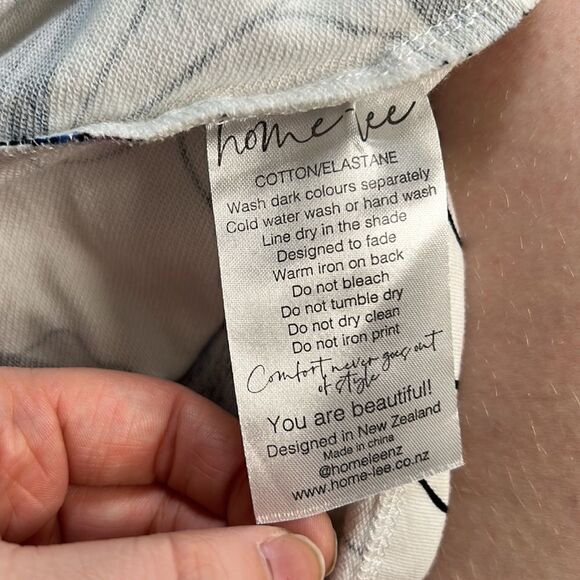 home-lee
COTTON/ELASTANE
Wash dark colours separately
Cold water wash or hand wash
Line dry in the shade
Designed to fade
Warm iron on back
Do not bleach
Do not tumble dry
Do not dry clean
Do not iron print
Comfort never goes out
of style
You are beautiful!
Designed in New Zealand
Made in china
@homeleenz
www.home-lee.co.nz